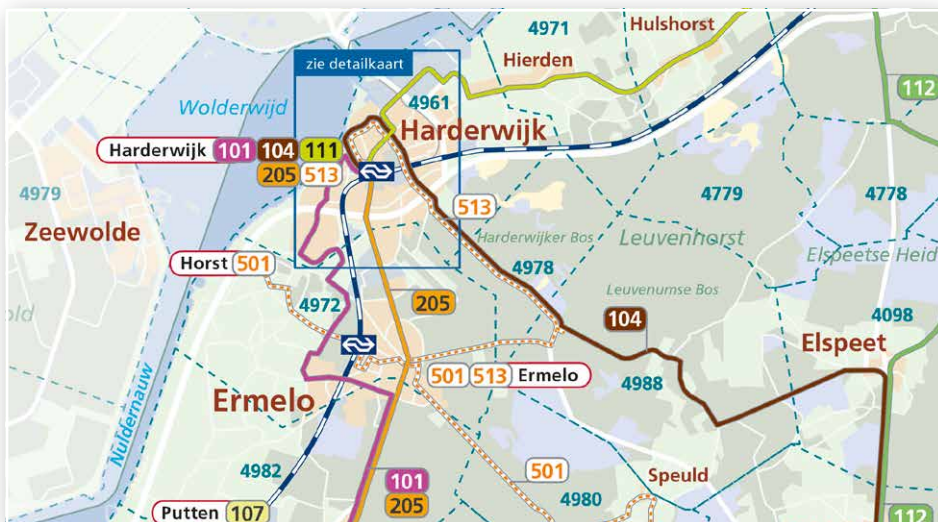 4971
Hulshorst
zie detailkaart
Hierden
112
Wolderwijd
4961
Harderwijk
Harderwijk 101 104 111
205 513
4979
4779
4778
Zeewolde
513
Harderwijker Bos
Leuvenhorst
Elspeetse Heid
Horst 501
4978
4972
205
Leuvenumse Bos
old
104
4098
Elspeet
501 513 Ermelo
4988
Ermelo
Nuldernauw
4982
101
205
501
Speuld
4980
Putten 107
112